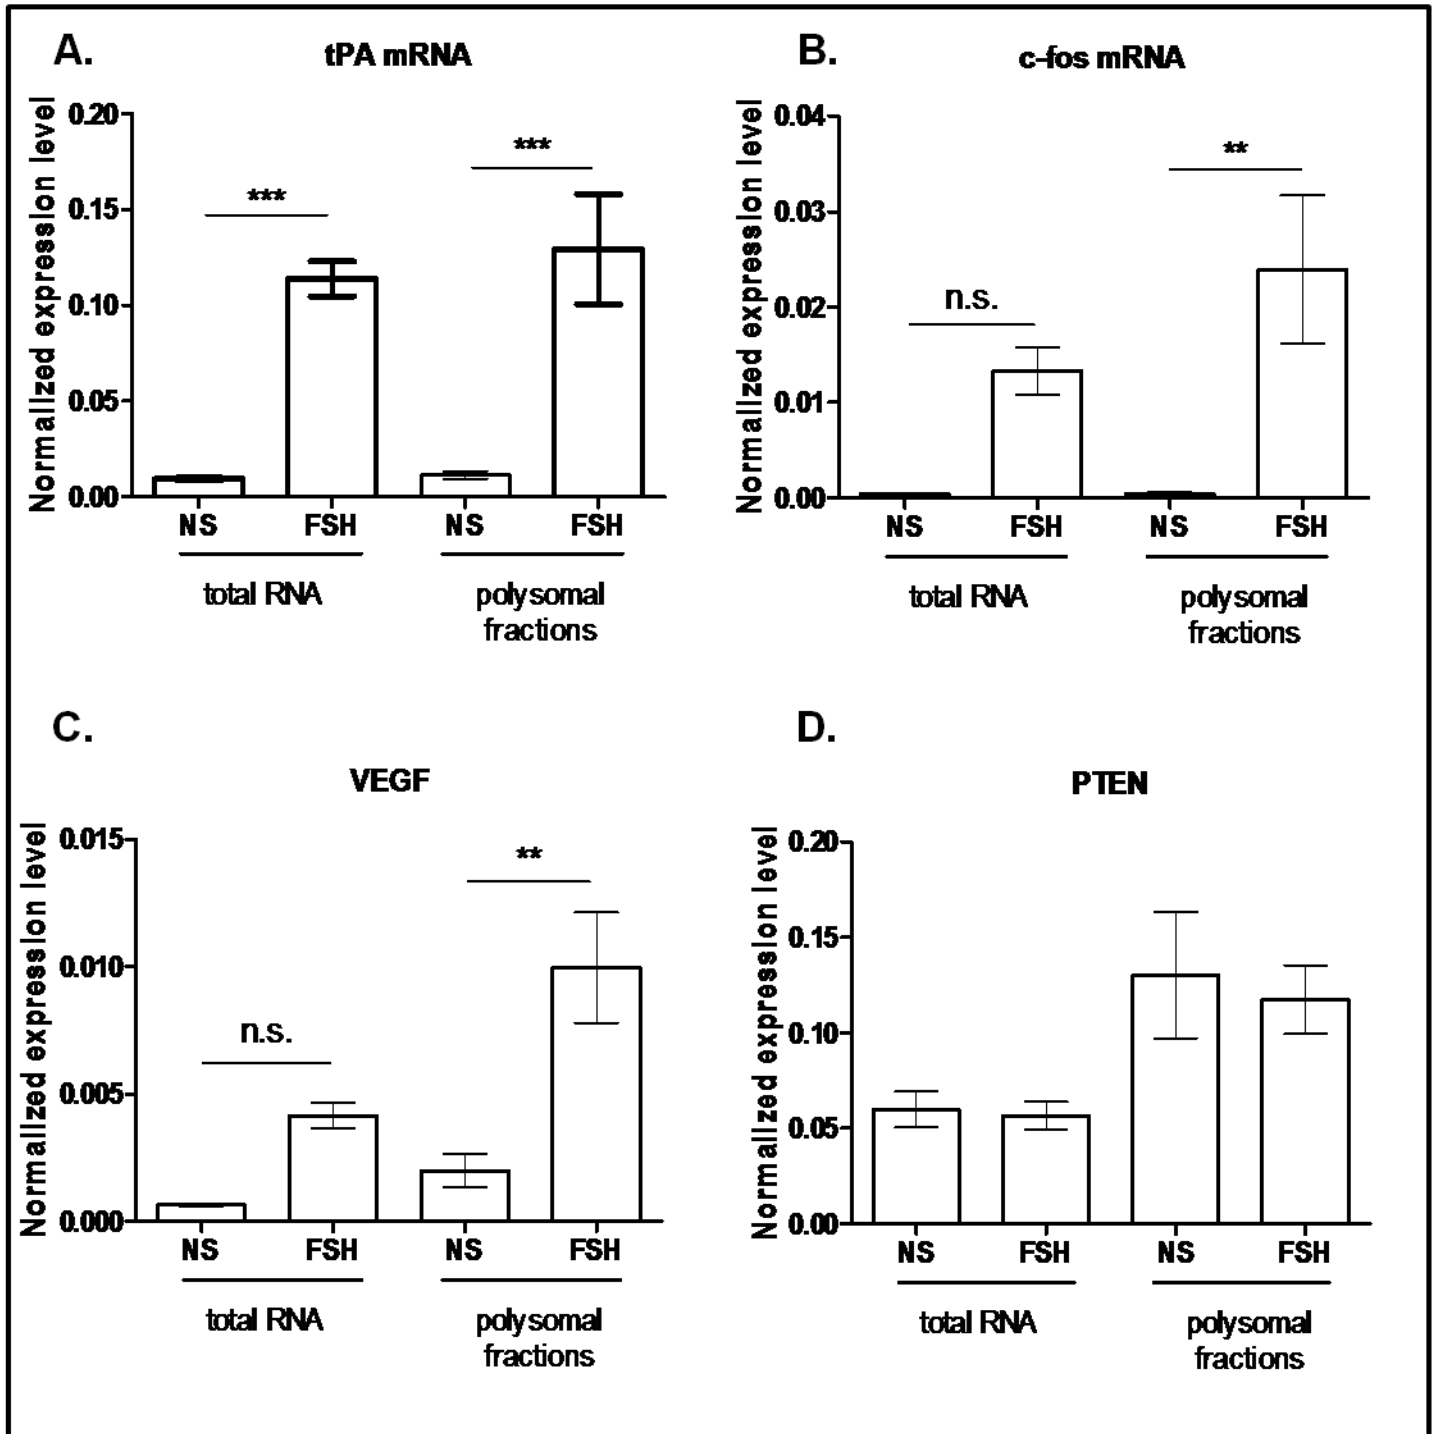 A.
tPA mRNA
Normalized expression level
0.20
0.15
0.10
0.05
0.00
***
***
NS FSH NS FSH
total RNA polysomal
fractions
B.
c-fos mRNA
Normalized expression level
0.04
0.03
0.02
0.01
0.00
n.s.
**
NS FSH NS FSH
total RNA polysomal
fractions
C.
VEGF
Normalized expression level
0.015
0.010
0.005
0.000
n.s.
**
NS FSH NS FSH
total RNA polysomal
fractions
D.
PTEN
Normalized expression level
0.20
0.15
0.10
0.05
0.00
NS FSH NS FSH
total RNA polysomal
fractions